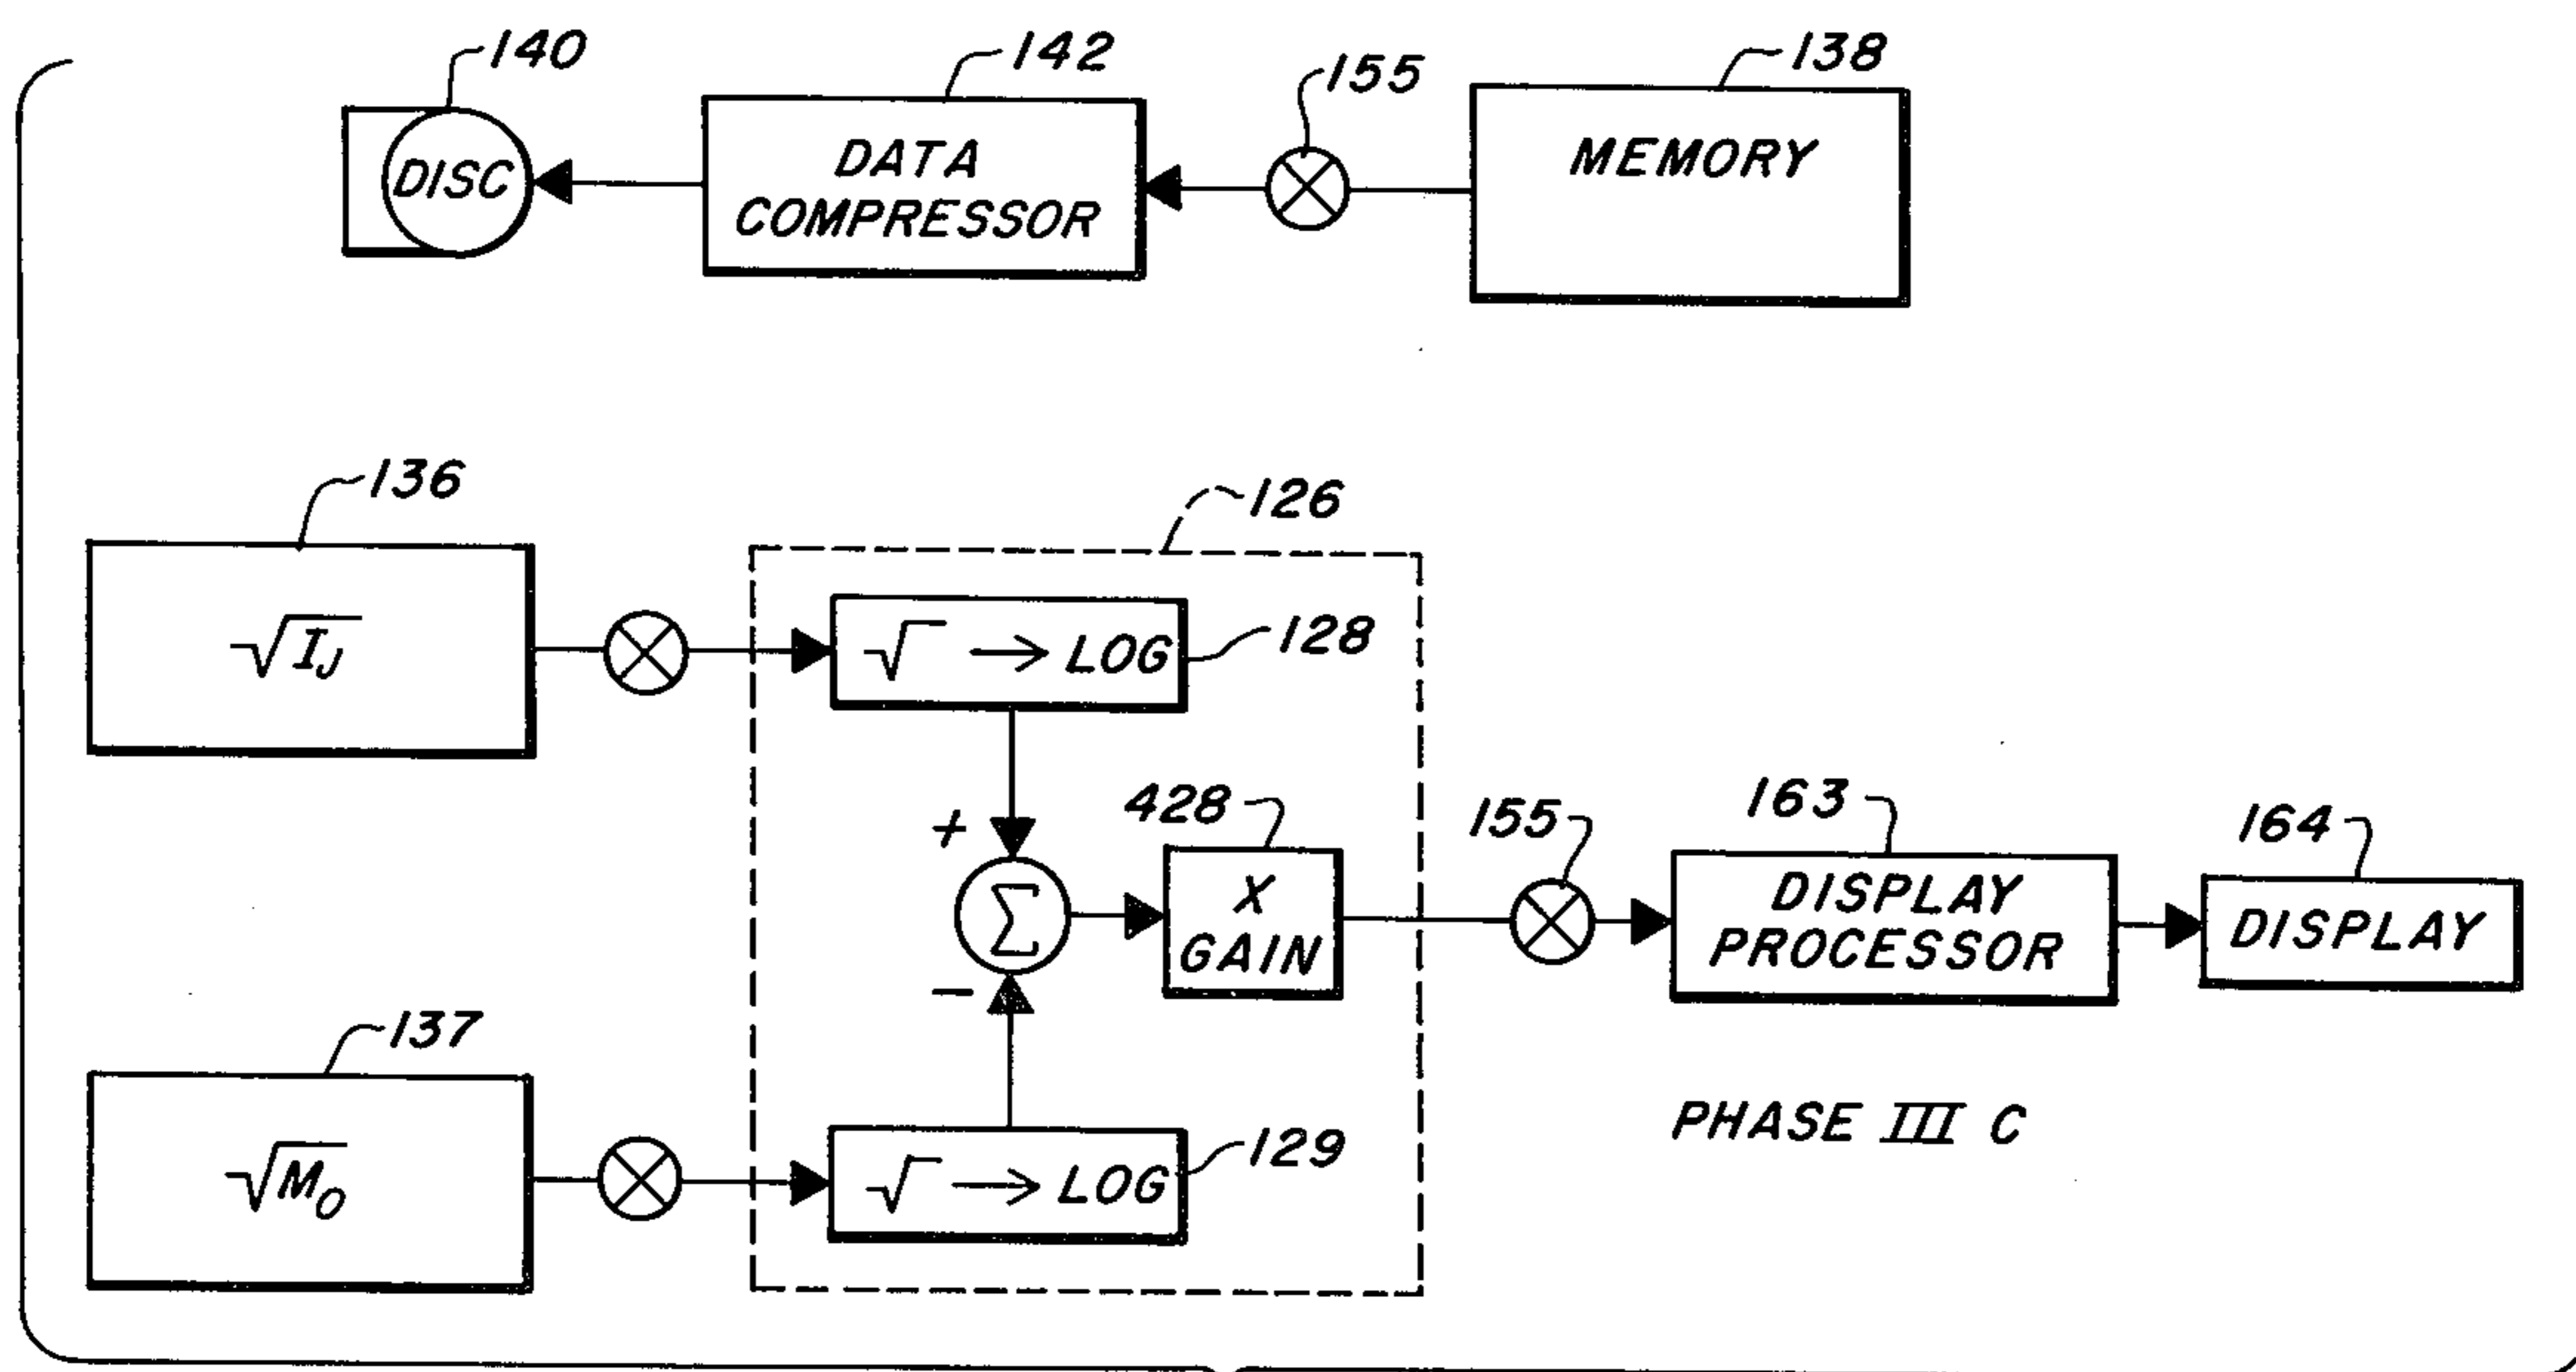 140
142
155
138
DISC
DATA
COMPRESSOR
MEMORY
136
126
√I_J
√ → LOG
128
+
428
155
163
164
Σ
X
GAIN
DISPLAY
PROCESSOR
DISPLAY
−
137
PHASE III C
√M_O
√ → LOG
129